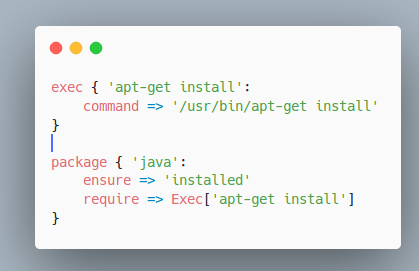 exec { 'apt-get install':
    command => '/usr/bin/apt-get install'
}
package { 'java':
    ensure => 'installed'
    require => Exec['apt-get install']
}